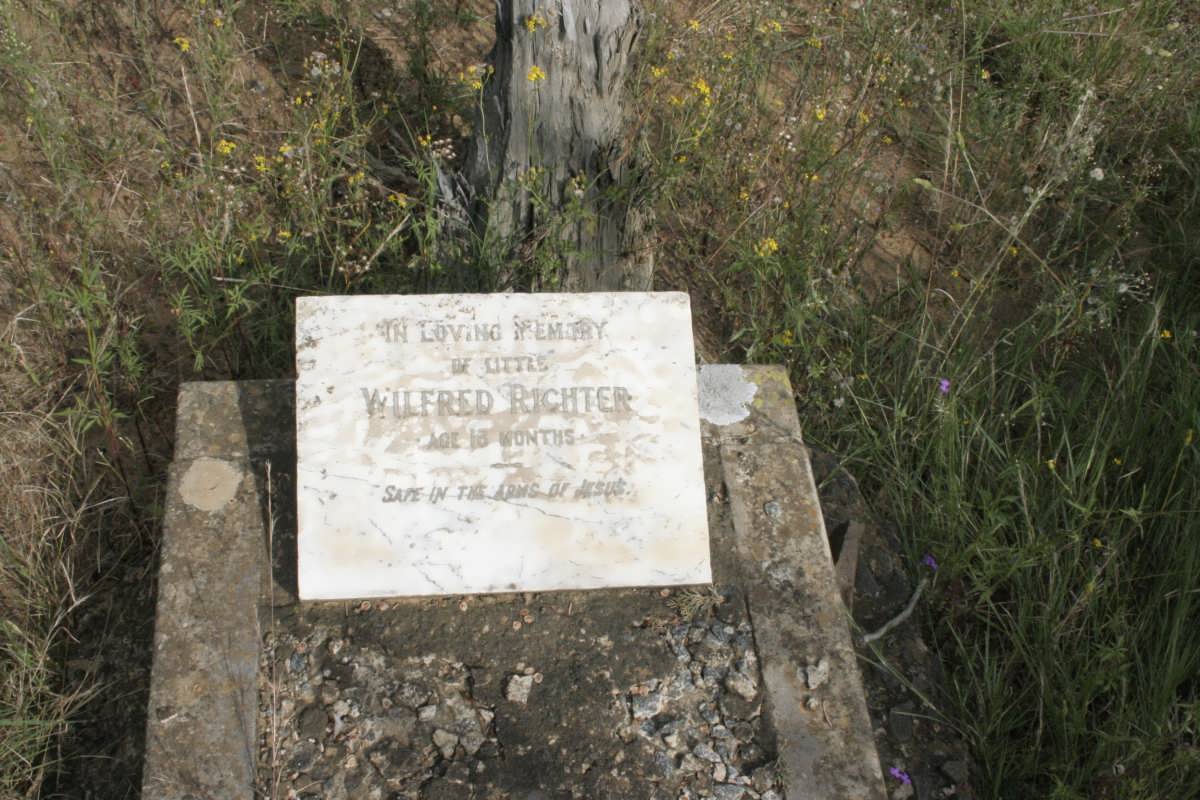 IN LOVING MEMORY
OF LITTLE
WILFRED RICHTER
AGE 18 MONTHS
SAFE IN THE ARMS OF JESUS.